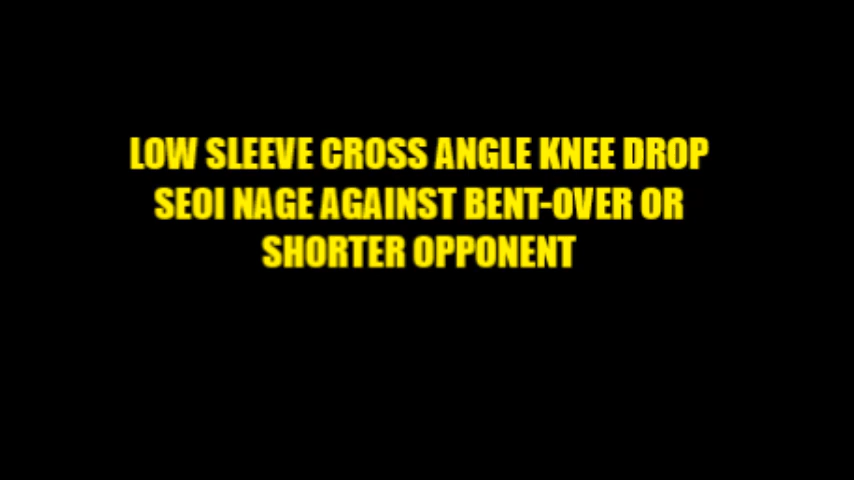 LOW SLEEVE CROSS ANGLE KNEE DROP
SEOI NAGE AGAINST BENT-OVER OR
SHORTER OPPONENT